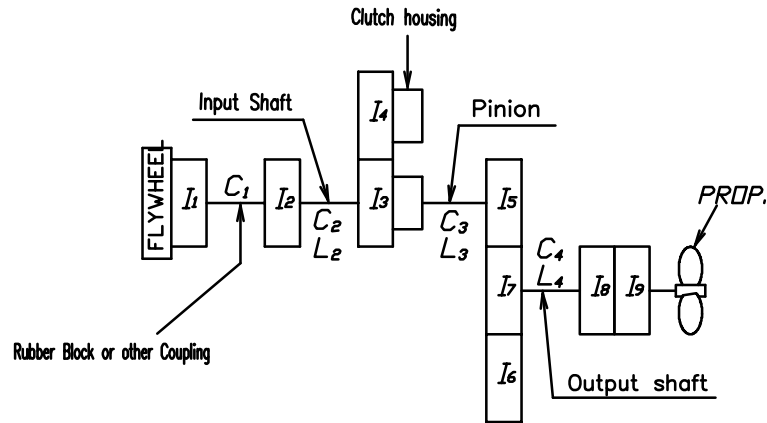 Clutch housing
Input Shaft
Pinion
FLYWHEEL
I1
C1
I2
C2
L2
I4
I3
C3
L3
I5
I7
I6
C4
L4
I8
I9
PROP.
Rubber Block or other Coupling
Output shaft